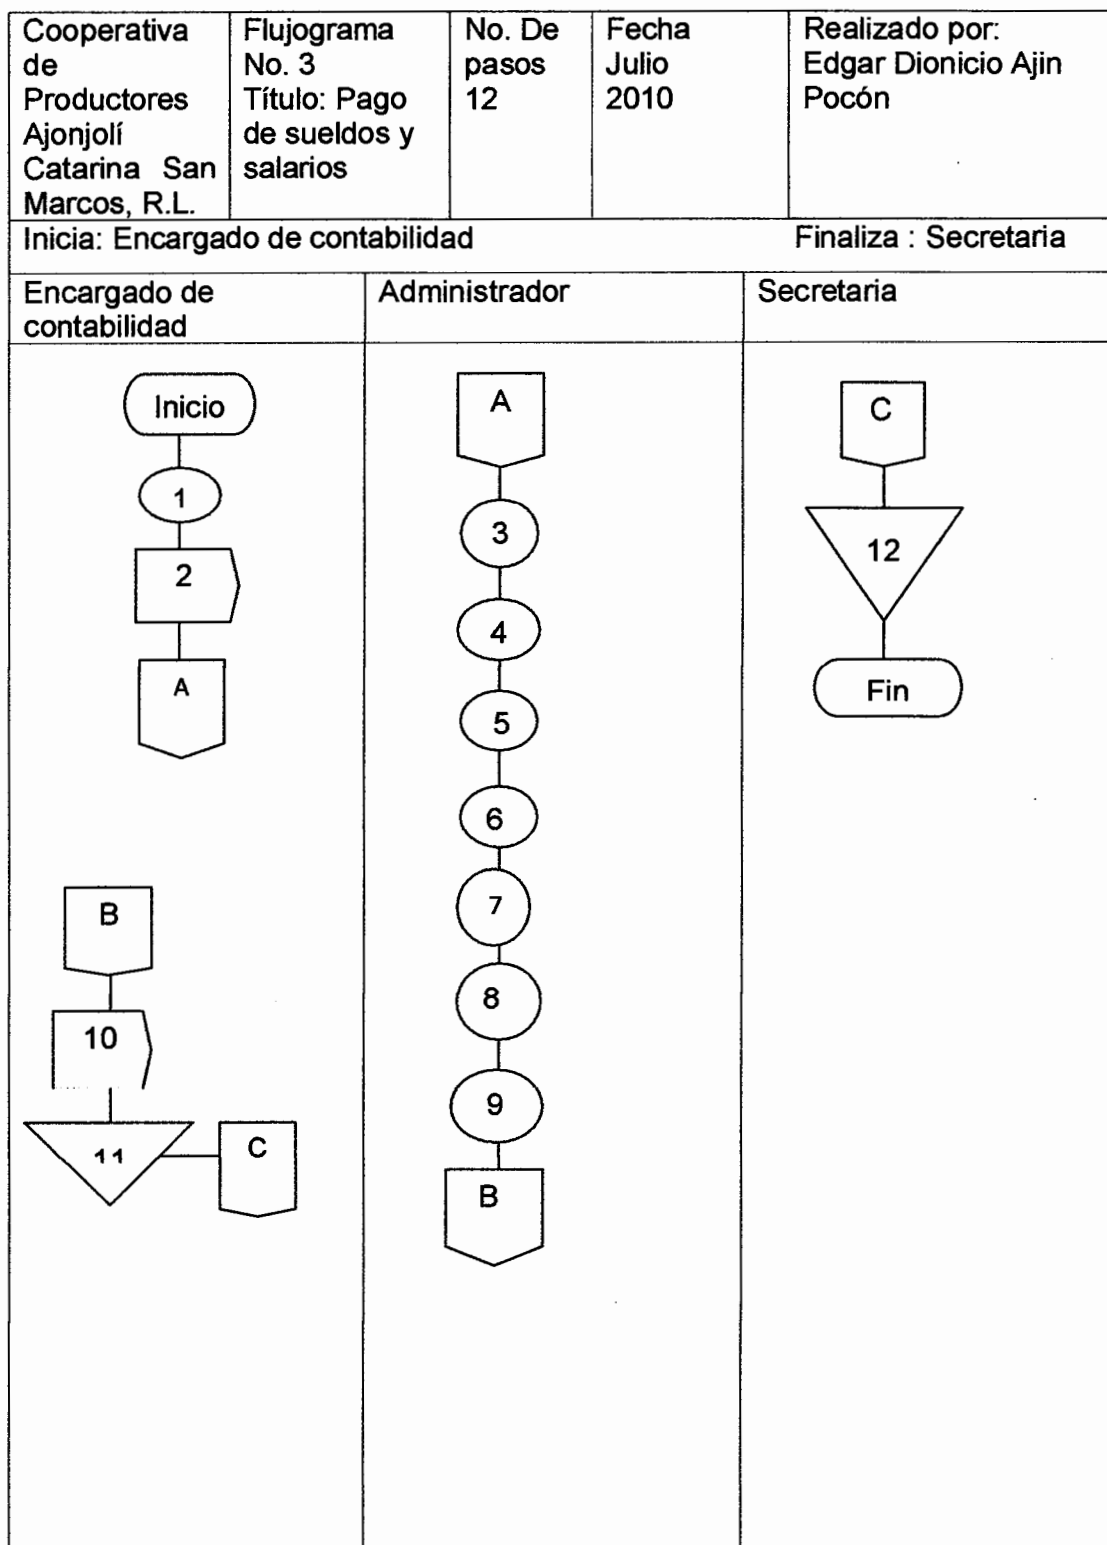 Cooperativa
de
Productores
Ajonjolí
Catarina San
Marcos, R.L.
Flujograma
No. 3
Título: Pago
de sueldos y
salarios
No. De
pasos
12
Fecha
Julio
2010
Realizado por:
Edgar Dionicio Ajin
Pocón
Inicia: Encargado de contabilidad
Finaliza : Secretaria
Encargado de
contabilidad
Administrador
Secretaria
Inicio
1
2
A
B
10
11
C
A
3
4
5
6
7
8
9
B
C
12
Fin